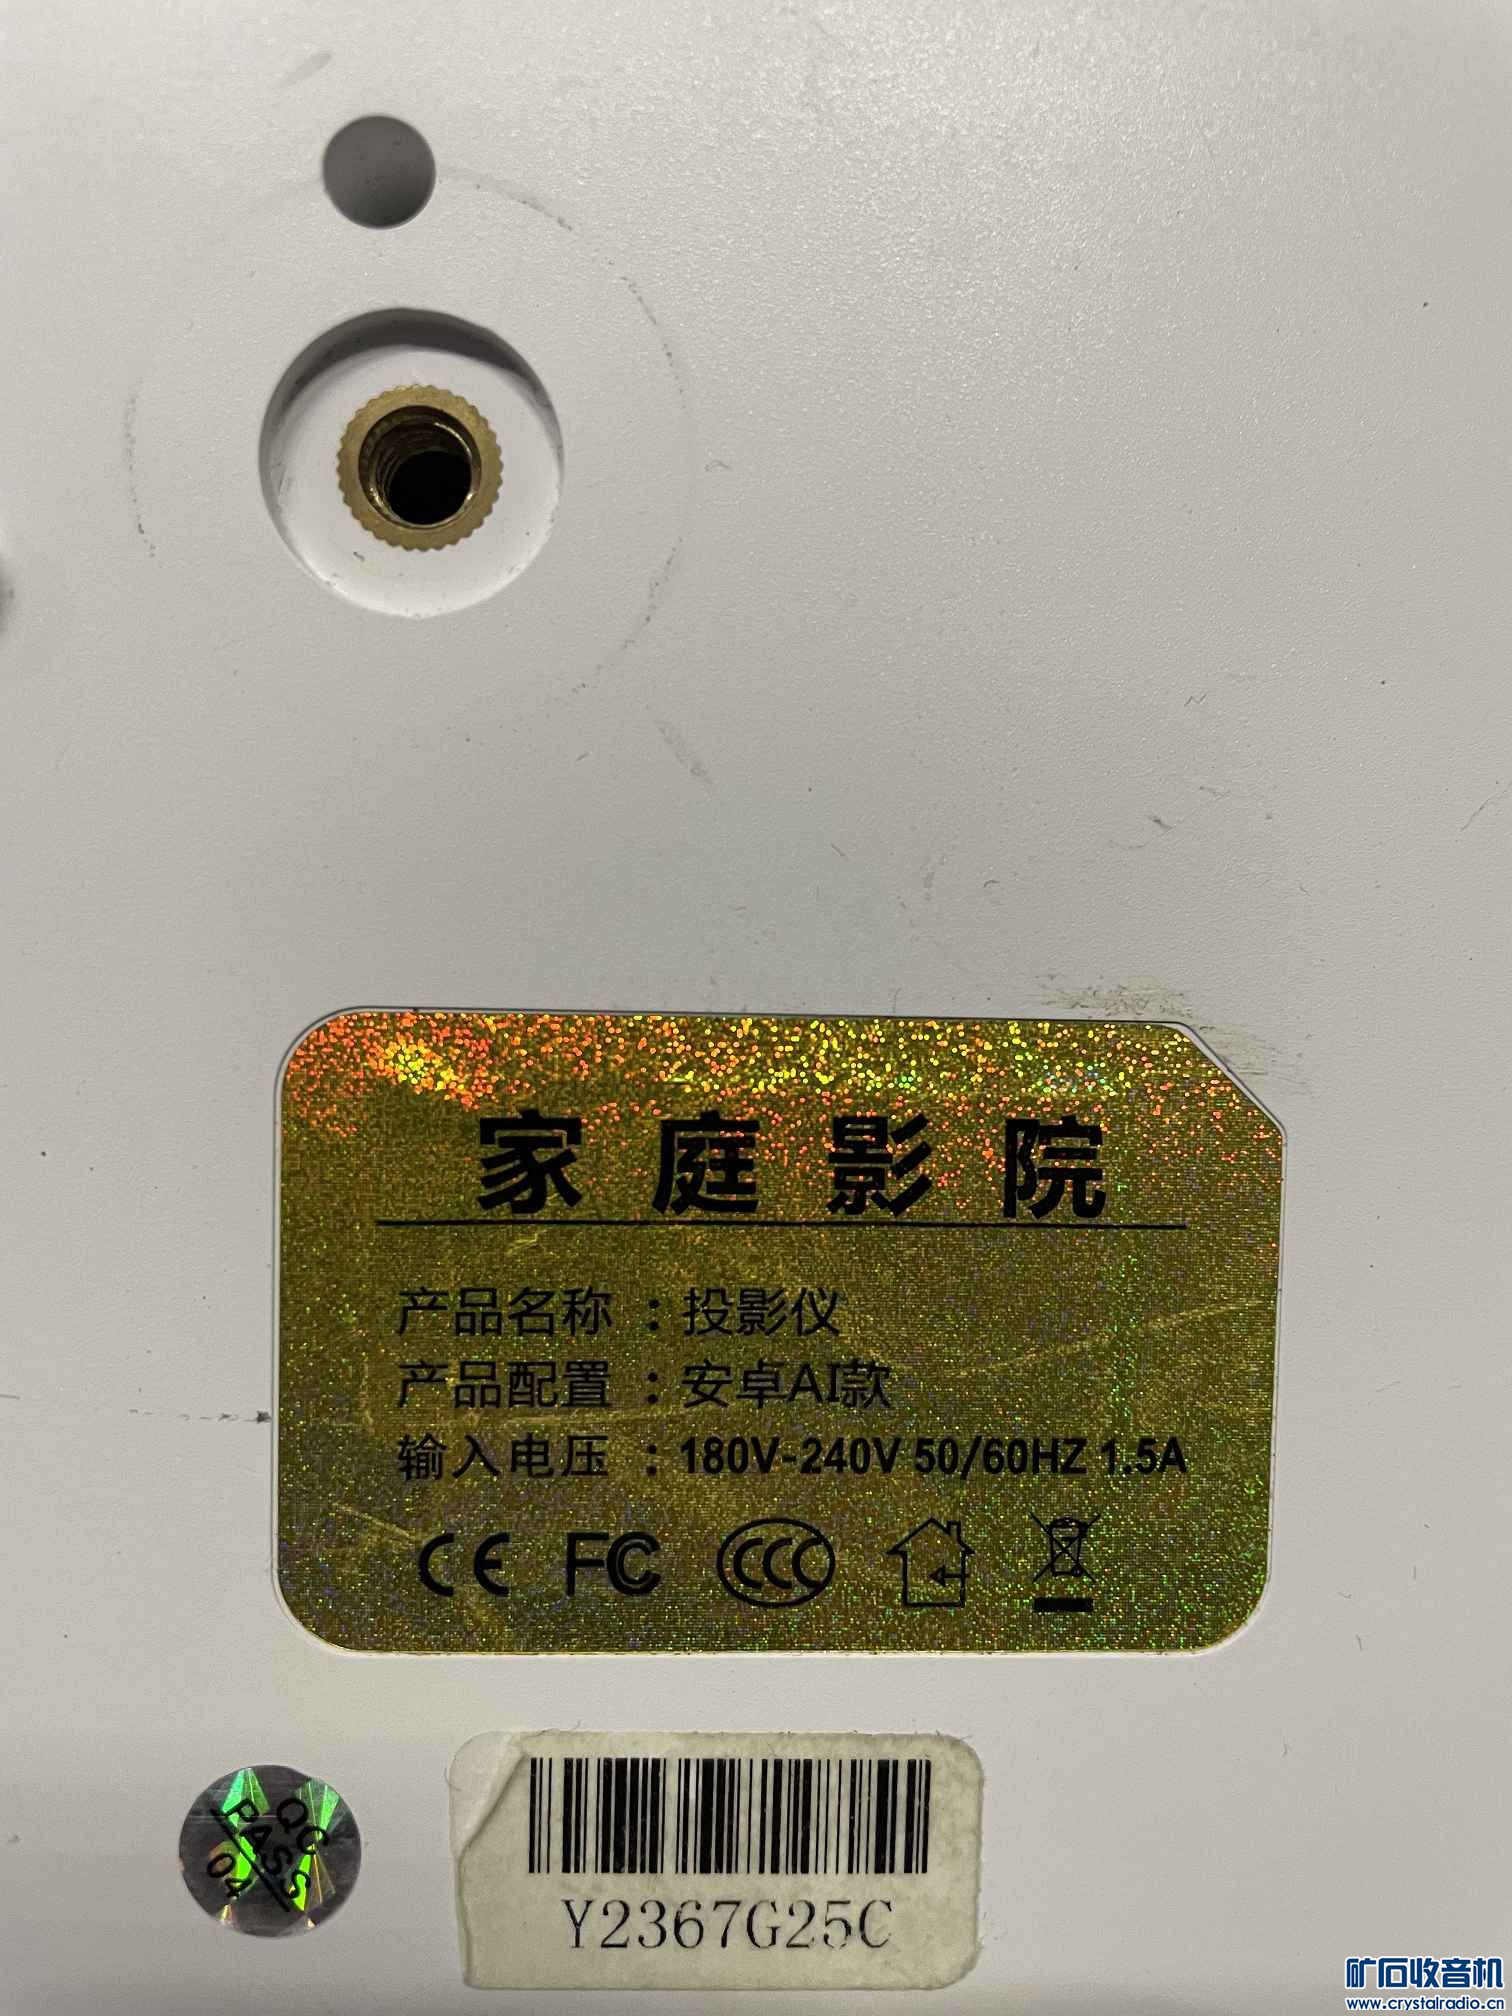 家庭影院
产品名称：投影仪
产品配置：安卓AI款
输入电压：180V-240V 50/60HZ 1.5A
CE FC CCC
QC
PASS
04
Y2367G25C
矿石收音机
www.crystalradio.cn